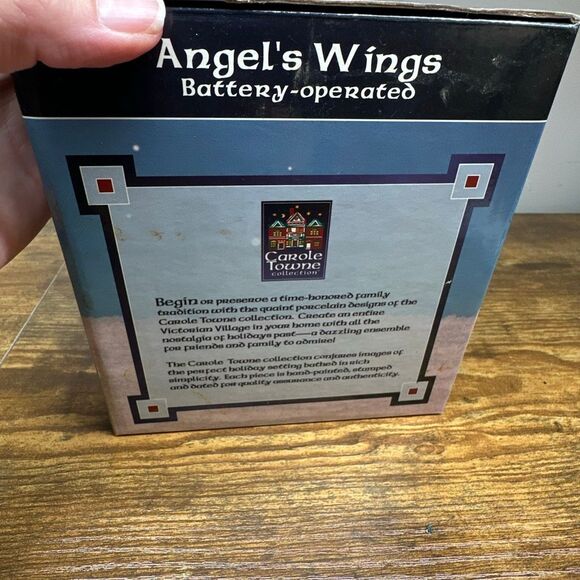 Angel's Wings
Battery-operated
Carole
Towne
collection
Begin or preserve a time-honored family
tradition with the quaint porcelain designs of the
Carole Towne collection. Create an entire
Victorian Village in your home with all the
nostalgia of holidays past—a dazzling ensemble
for friends and family to admire!
The Carole Towne collection conjures images of
the perfect holiday setting bathed in rich
simplicity. Each piece is hand-painted, stamped
and dated for quality assurance and authenticity.